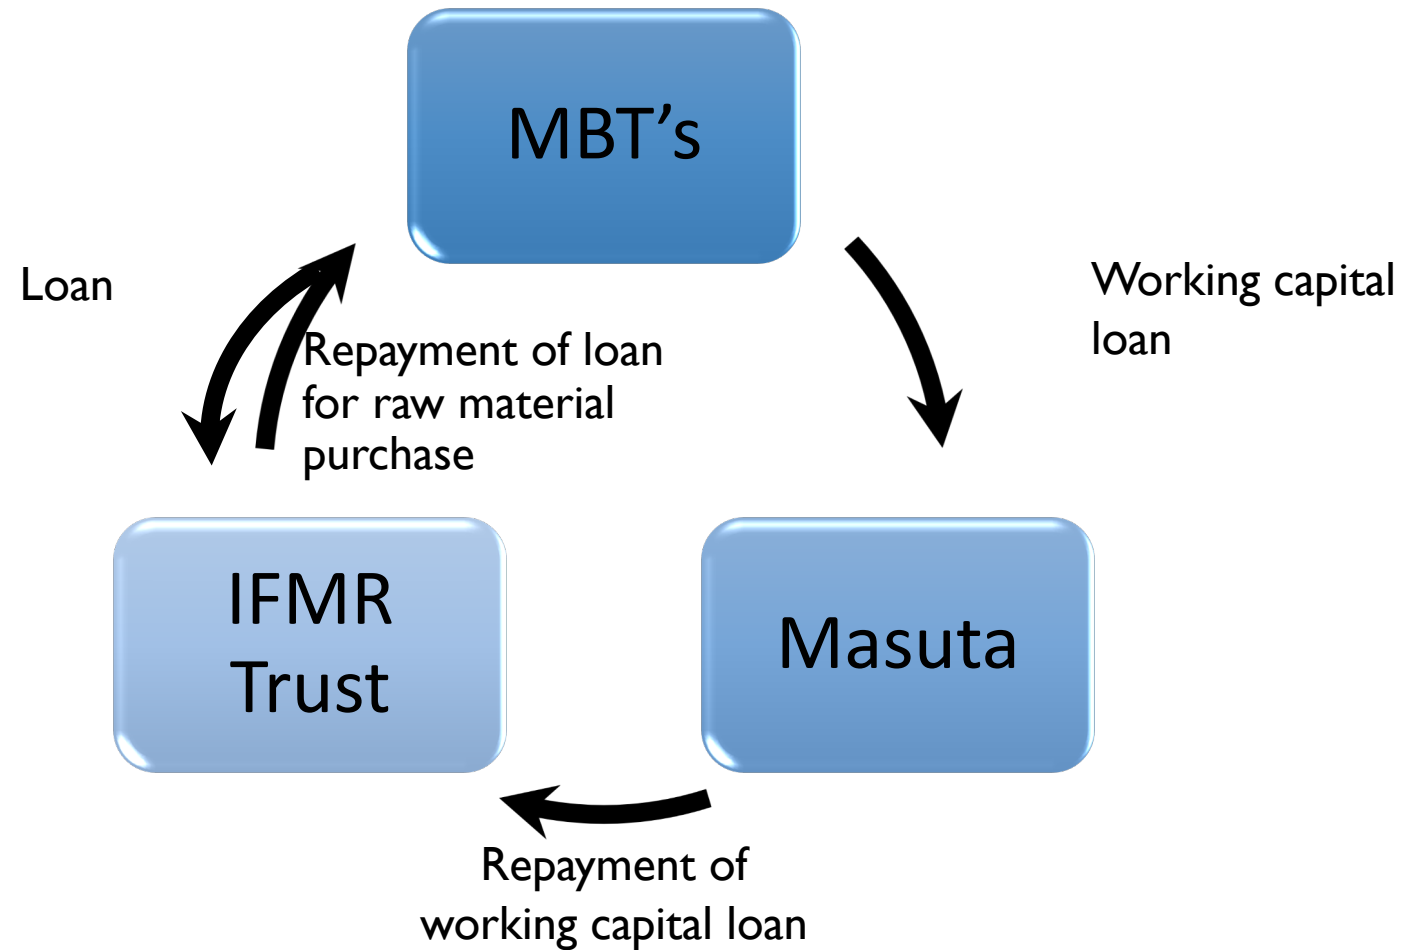 MBT’s
Loan
Working capital
loan
Repayment of loan
for raw material
purchase
IFMR
Trust
Masuta
Repayment of
working capital loan